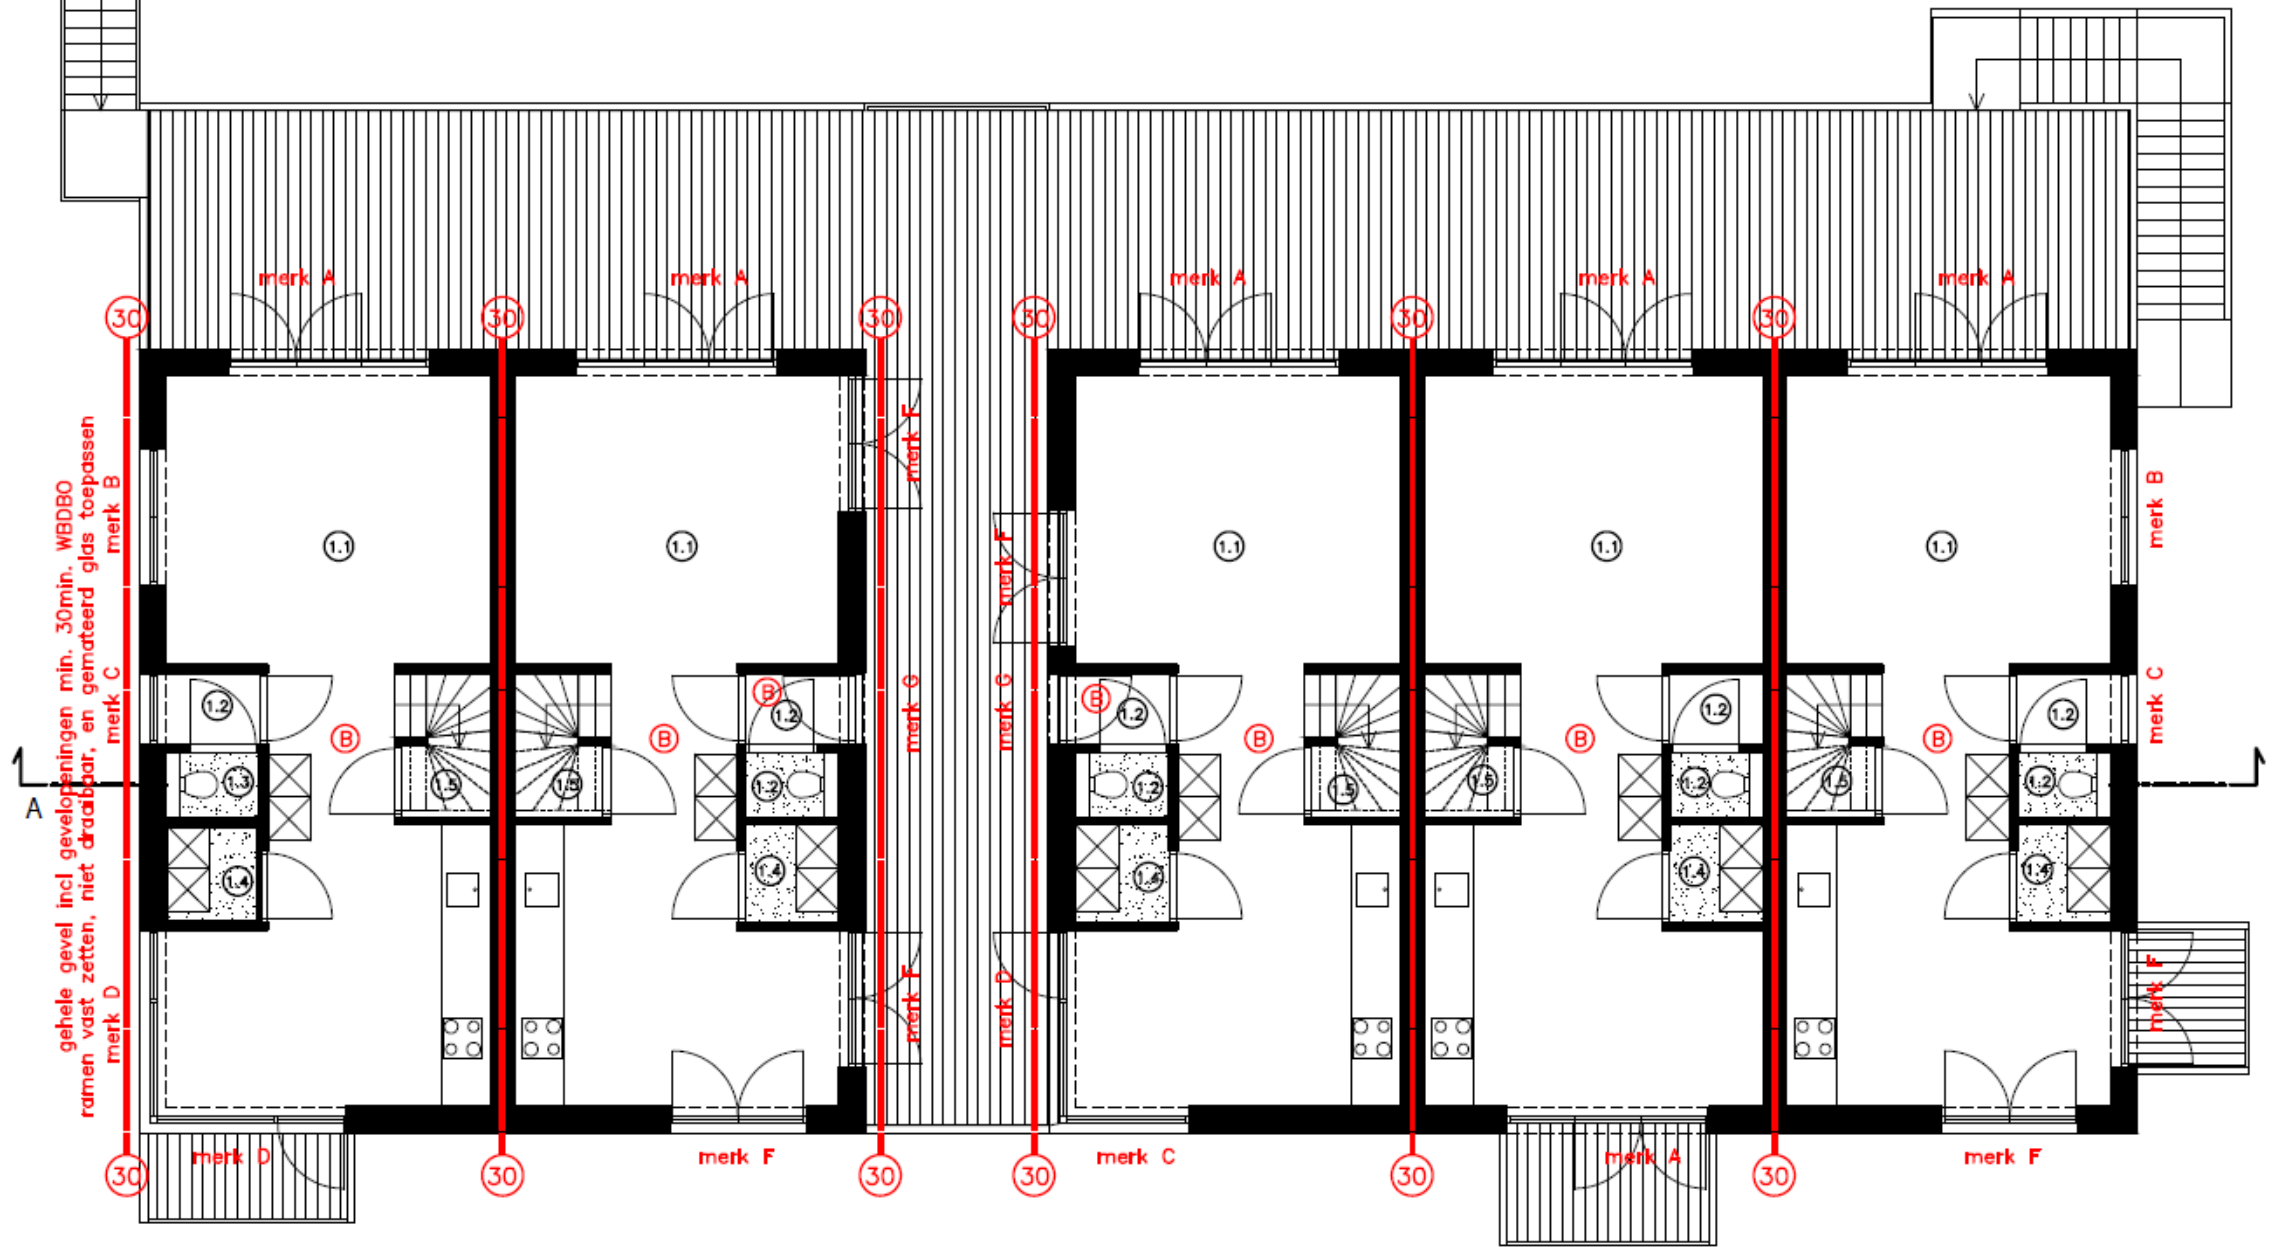 merk A
merk A
merk A
merk A
merk A
30
30
30
30
30
30
gehele gevel incl gevelopeningen min. 30min. WBDBO
ramen vast zetten, niet draaibaar, en gematteerd glas toepassen
merk B
merk C
merk D
merk F
merk G
merk F
merk F
merk G
merk D
merk B
merk C
merk F
1.1
1.1
1.1
1.1
1.1
1.2
B
B
B
1.2
B
1.2
B
B
1.2
B
1.2
A
1.3
1.5
1.5
1.2
1.2
1.5
1.5
1.2
1.5
1.2
1.4
1.4
1.4
1.4
1.4
merk D
merk F
merk C
merk A
merk F
30
30
30
30
30
30